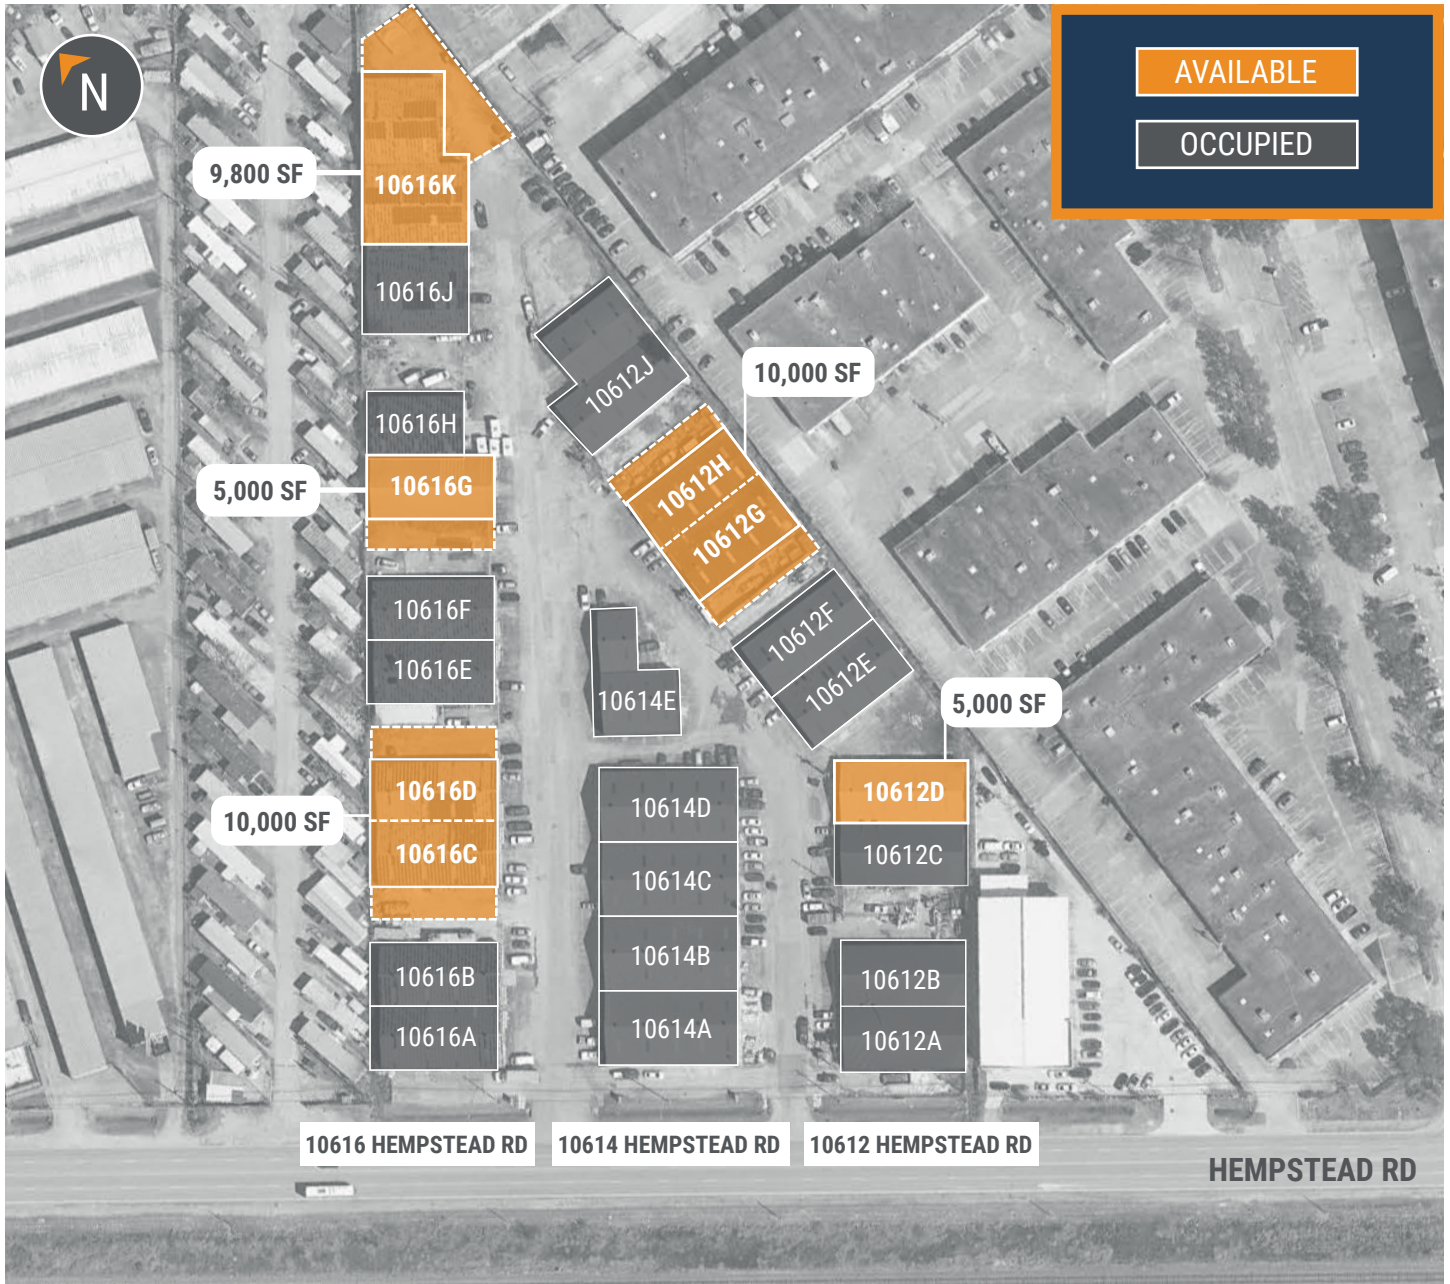 N
AVAILABLE
OCCUPIED
9,800 SF
10616K
10616J
10612J
10,000 SF
10616H
5,000 SF
10616G
10612H
10612G
10616F
10616E
10612F
10612E
10614E
5,000 SF
10616D
10,000 SF
10616C
10614D
10612D
10614C
10612C
10616B
10614B
10612B
10616A
10614A
10612A
10616 HEMPSTEAD RD
10614 HEMPSTEAD RD
10612 HEMPSTEAD RD
HEMPSTEAD RD